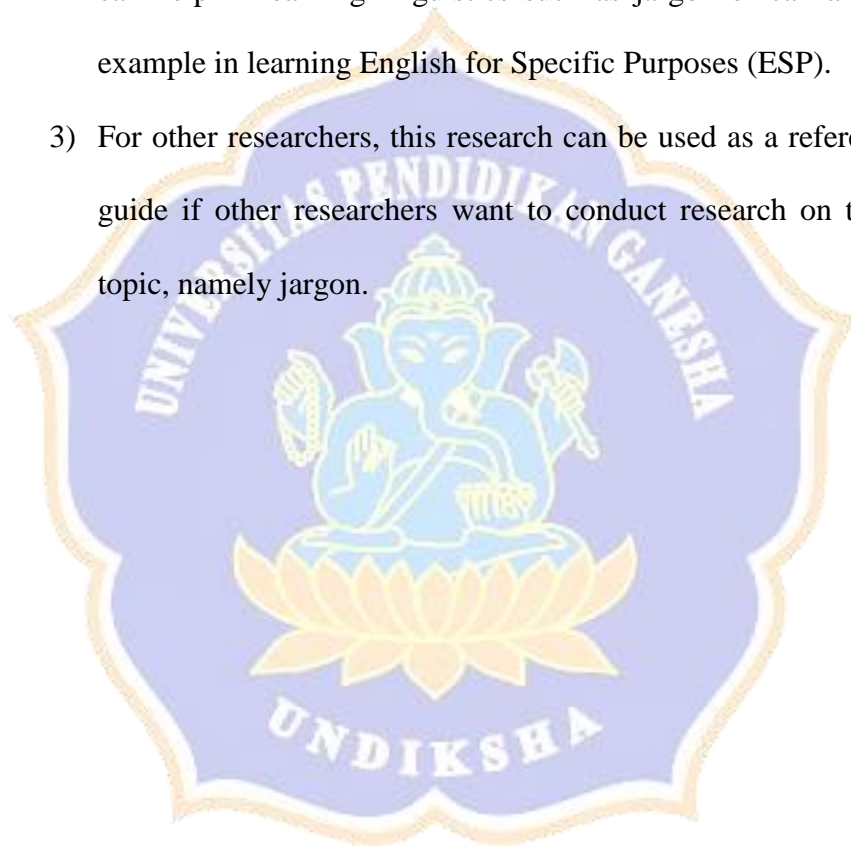 example in learning English for Specific Purposes (ESP).
3) For other researchers, this research can be used as a
guide if other researchers want to conduct research on
topic, namely jargon.
UNIVERSITAS PENDIDIKAN GANESHA
UNDIKSHA